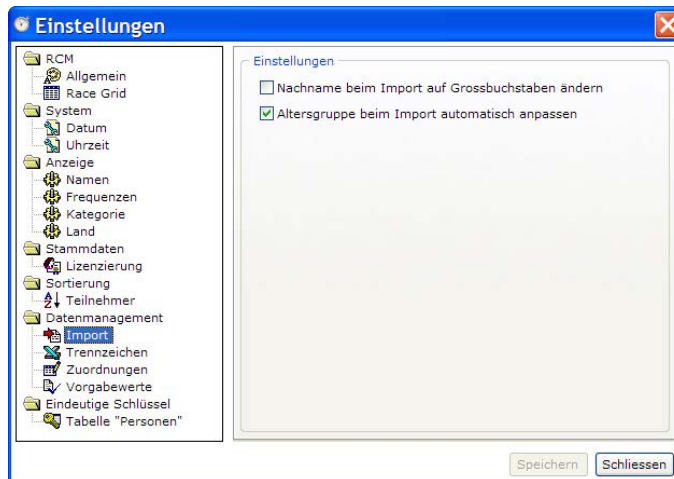 Einstellungen
RCM
Allgemein
Race Grid
System
Datum
Uhrzeit
Anzeige
Namen
Frequenzen
Kategorie
Land
Stammdaten
Lizenzierung
Sortierung
Teilnehmer
Datenmanagement
Import
Trennzeichen
Zuordnungen
Vorgabewerte
Eindeutige Schlüssel
Tabelle "Personen"
Einstellungen
Nachname beim Import auf Grossbuchstaben ändern
Altersgruppe beim Import automatisch anpassen
Speichern
Schliessen